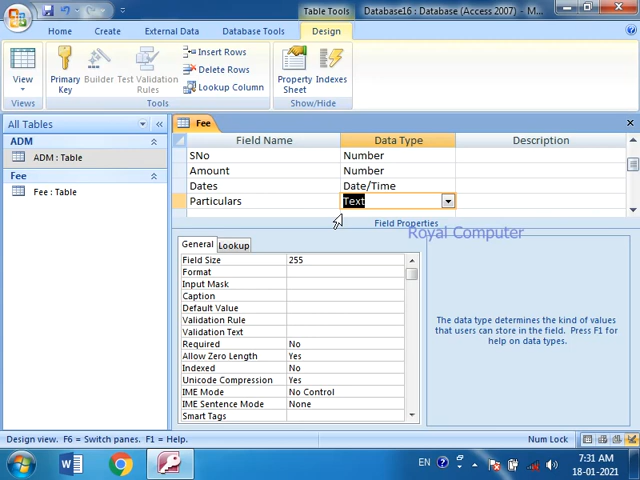 Table Tools
Database16 : Database (Access 2007) - M...
Home
Create
External Data
Database Tools
Design
View
Views
Primary Key
Builder
Test Validation Rules
Insert Rows
Delete Rows
Lookup Column
Tools
Property Sheet
Indexes
Show/Hide
All Tables
ADM
ADM : Table
Fee
Fee : Table
Fee
Field Name Data Type Description
SNo Number
Amount Number
Dates Date/Time
Particulars Text
Field Properties
Royal Computer
General Lookup
Field Size 255
Format
Input Mask
Caption
Default Value
Validation Rule
Validation Text
Required No
Allow Zero Length Yes
Indexed No
Unicode Compression Yes
IME Mode No Control
IME Sentence Mode None
Smart Tags
The data type determines the kind of values
that users can store in the field. Press F1 for
help on data types.
Design view. F6 = Switch panes. F1 = Help.
Num Lock
EN
7:31 AM
18-01-2021